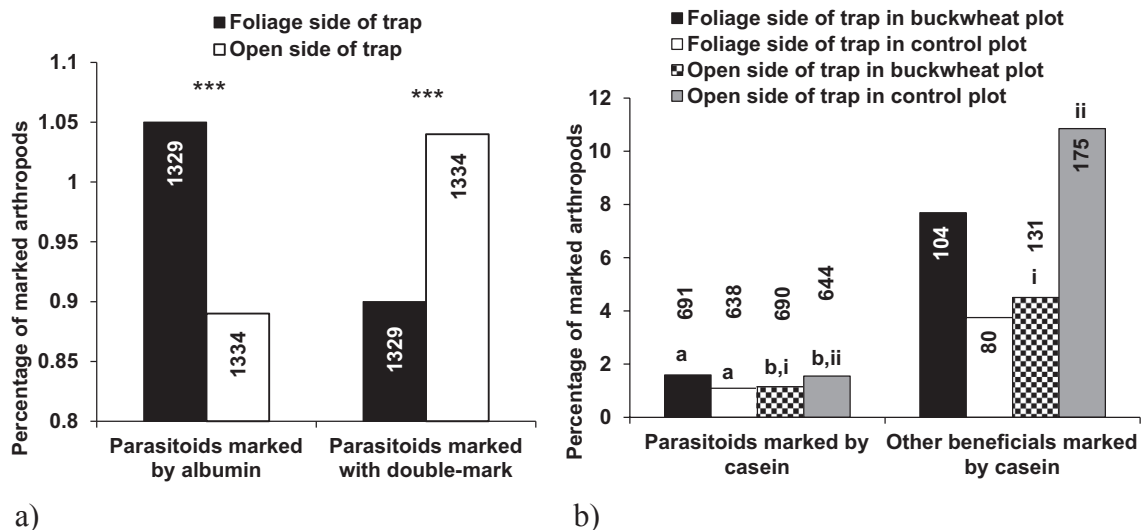 Foliage side of trap
Open side of trap
Percentage of marked arthropods
1.1
1.05
1
0.95
0.9
0.85
0.8
***
***
1329
1334
1329
1334
Parasitoids marked
by albumin
Parasitoids marked
with double-mark
a)
Foliage side of trap in buckwheat plot
Foliage side of trap in control plot
Open side of trap in buckwheat plot
Open side of trap in control plot
Percentage of marked arthropods
12
10
8
6
4
2
0
691
638
690
644
a
a
b,i
b,ii
104
80
131
i
ii
175
Parasitoids marked by
casein
Other beneficials marked
by casein
b)